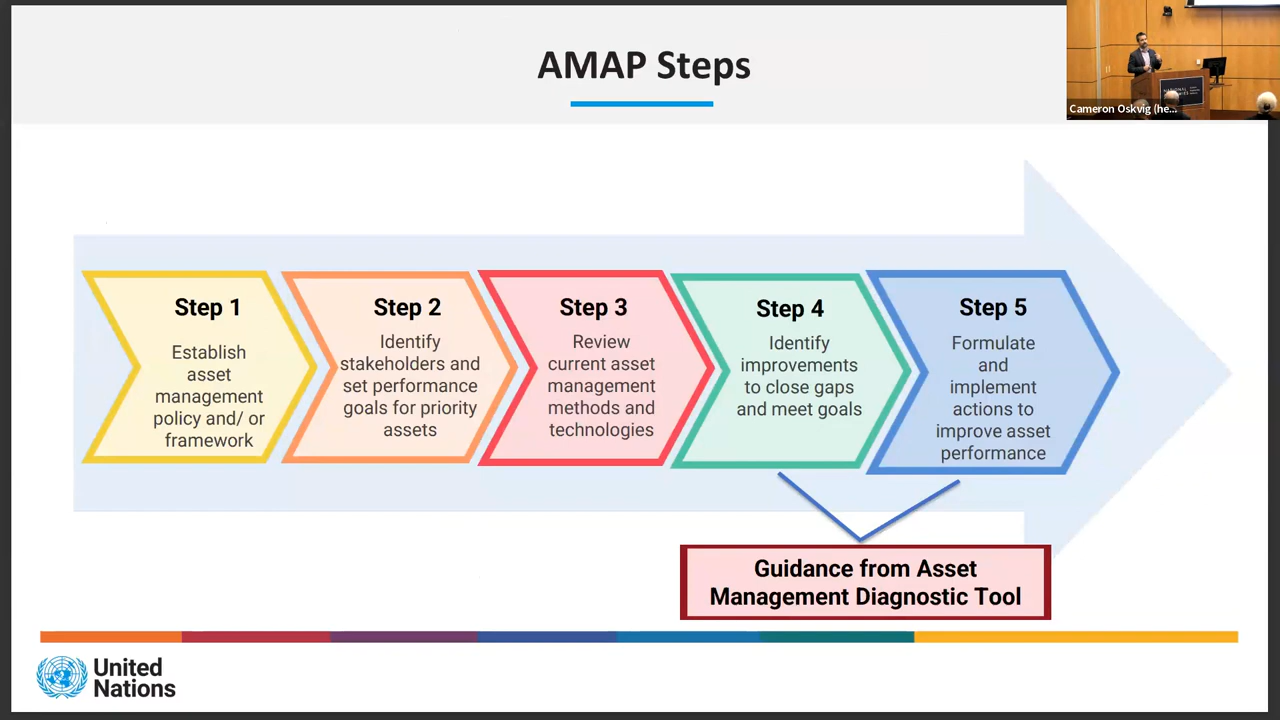 AMAP Steps
Cameron Oskvig (he...
Step 1
Establish
asset
management
policy and/ or
framework
Step 2
Identify
stakeholders and
set performance
goals for priority
assets
Step 3
Review
current asset
management
methods and
technologies
Step 4
Identify
improvements
to close gaps
and meet goals
Step 5
Formulate
and
implement
actions to
improve asset
performance
Guidance from Asset
Management Diagnostic Tool
United
Nations